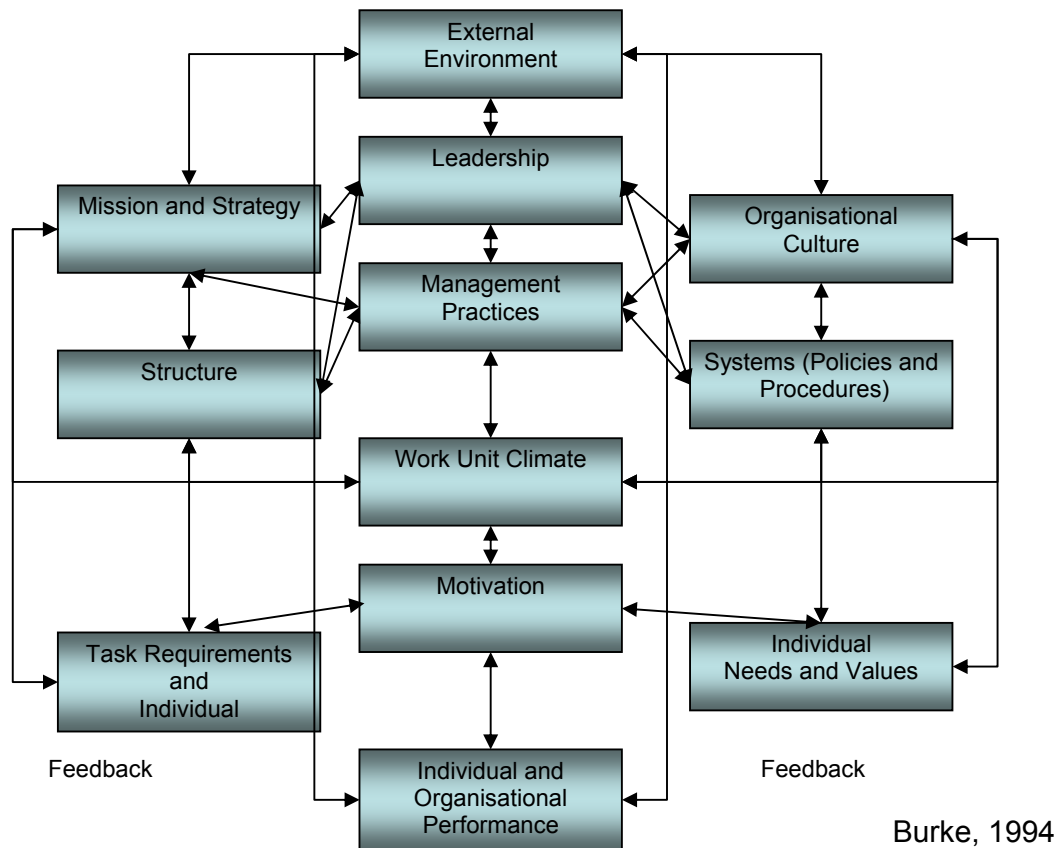 External
Environment
Leadership
Mission and Strategy
Organisational
Culture
Management
Practices
Structure
Systems (Policies and
Procedures)
Work Unit Climate
Motivation
Task Requirements
and
Individual
Individual
Needs and Values
Feedback
Feedback
Individual and
Organisational
Performance
Burke, 1994